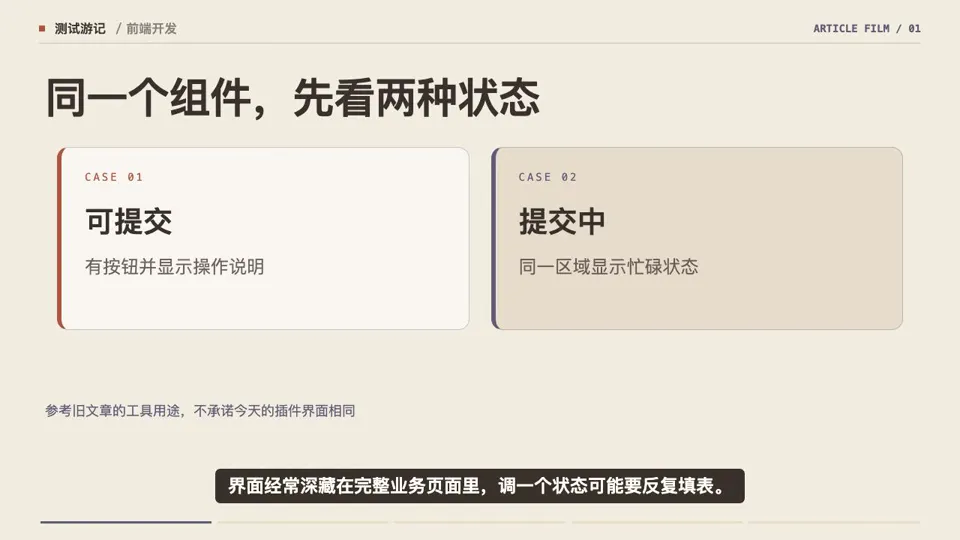 测试游记 / 前端开发
ARTICLE FILM / 01
同一个组件，先看两种状态
CASE 01
可提交
有按钮并显示操作说明
CASE 02
提交中
同一区域显示忙碌状态
参考旧文章的工具用途，不承诺今天的插件界面相同
界面经常深藏在完整业务页面里，调一个状态可能要反复填表。